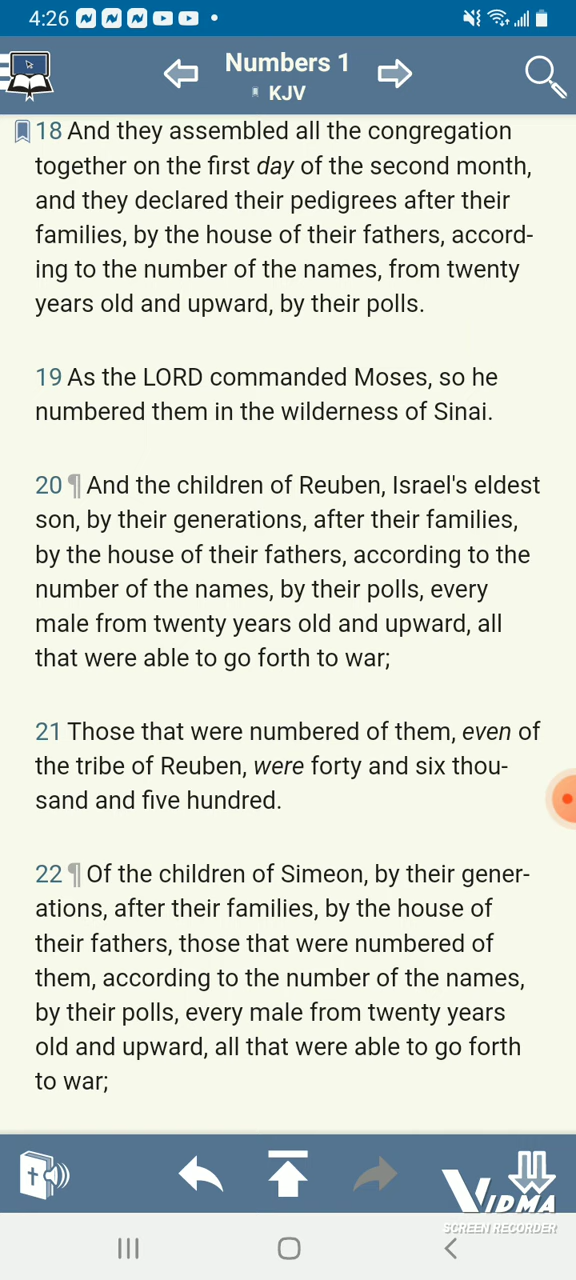 4:26
Numbers 1
KJV
18 And they assembled all the congregation
together on the first day of the second month,
and they declared their pedigrees after their
families, by the house of their fathers, accord-
ing to the number of the names, from twenty
years old and upward, by their polls.
19 As the LORD commanded Moses, so he
numbered them in the wilderness of Sinai.
20 ¶ And the children of Reuben, Israel's eldest
son, by their generations, after their families,
by the house of their fathers, according to the
number of the names, by their polls, every
male from twenty years old and upward, all
that were able to go forth to war;
21 Those that were numbered of them, even of
the tribe of Reuben, were forty and six thou-
sand and five hundred.
22 ¶ Of the children of Simeon, by their gener-
ations, after their families, by the house of
their fathers, those that were numbered of
them, according to the number of the names,
by their polls, every male from twenty years
old and upward, all that were able to go forth
to war;
VIDMA
SCREEN RECORDER